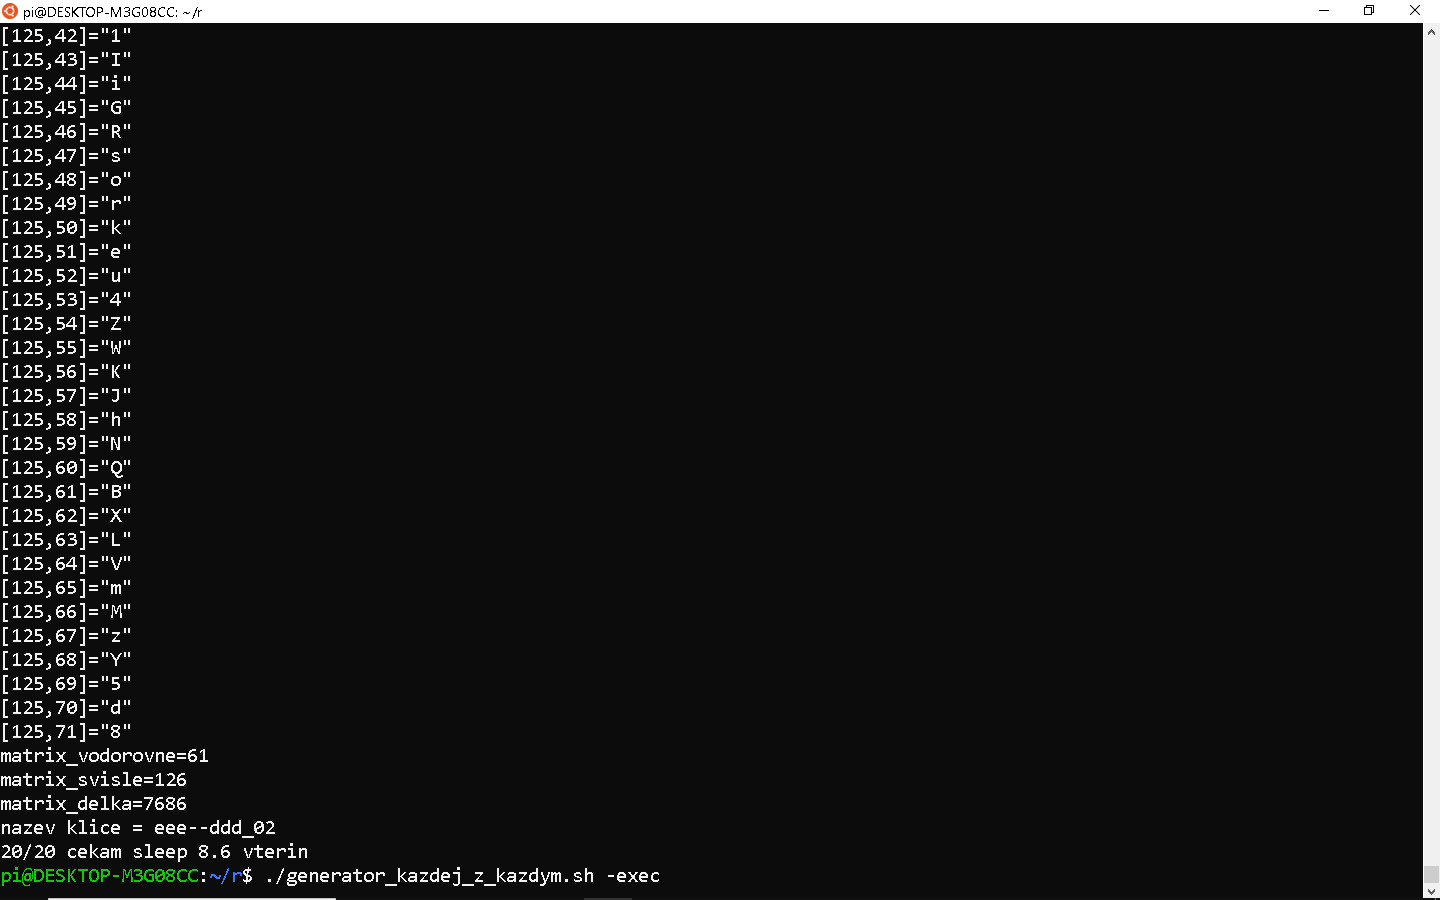 pi@DESKTOP-M3G08CC: ~/r
[125,42]="1"
[125,43]="I"
[125,44]="i"
[125,45]="G"
[125,46]="R"
[125,47]="s"
[125,48]="o"
[125,49]="r"
[125,50]="k"
[125,51]="e"
[125,52]="u"
[125,53]="4"
[125,54]="Z"
[125,55]="W"
[125,56]="K"
[125,57]="J"
[125,58]="h"
[125,59]="N"
[125,60]="Q"
[125,61]="B"
[125,62]="X"
[125,63]="L"
[125,64]="V"
[125,65]="m"
[125,66]="M"
[125,67]="z"
[125,68]="Y"
[125,69]="5"
[125,70]="d"
[125,71]="8"
matrix_vodorovne=61
matrix_svisle=126
matrix_delka=7686
nazev klice = eee--ddd_02
20/20 cekam sleep 8.6 vterin
pi@DESKTOP-M3G08CC:~/r$ ./generator_kazdej_z_kazdym.sh -exec